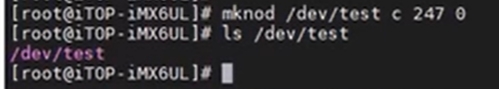 [root@iTOP-iMX6UL]# mknod /dev/test c 247 0
[root@iTOP-iMX6UL]# ls /dev/test
/dev/test
[root@iTOP-iMX6UL]#